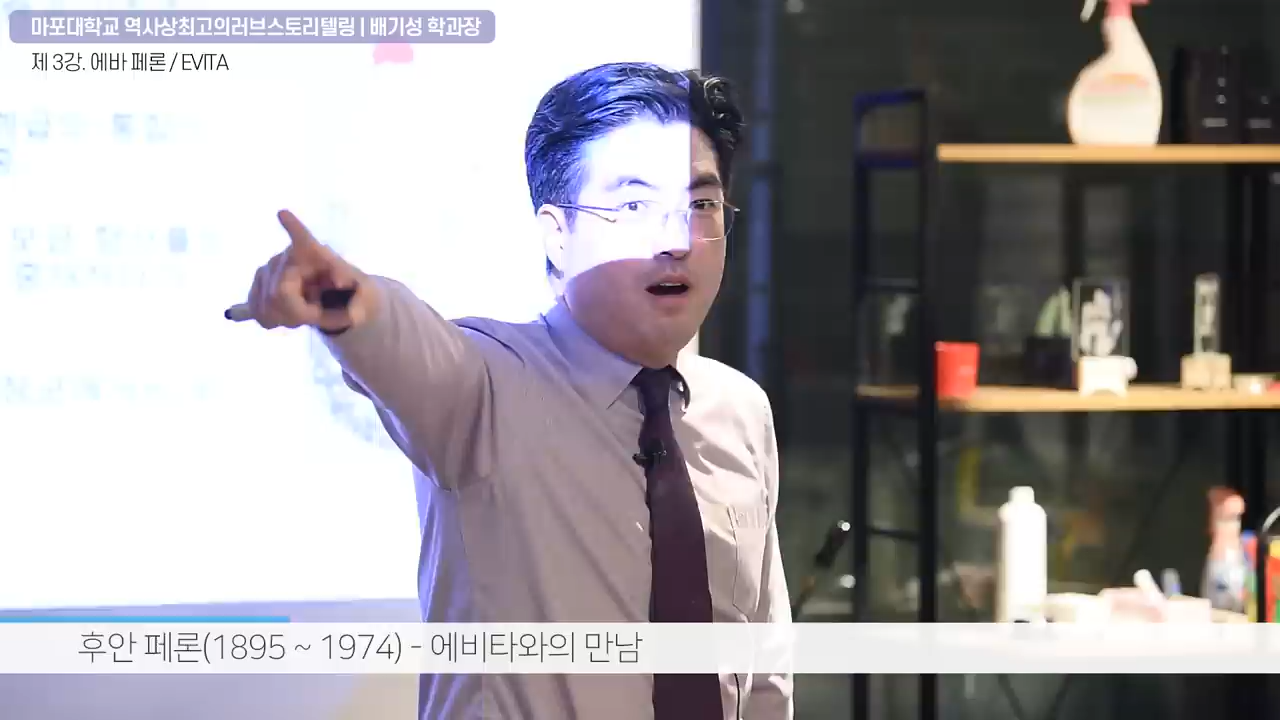 마포대학교 역사상최고의러브스토리텔링 | 배기성 학과장
제 3강. 에바 페론 / EVITA
후안 페론(1895 ~ 1974) - 에비타와의 만남